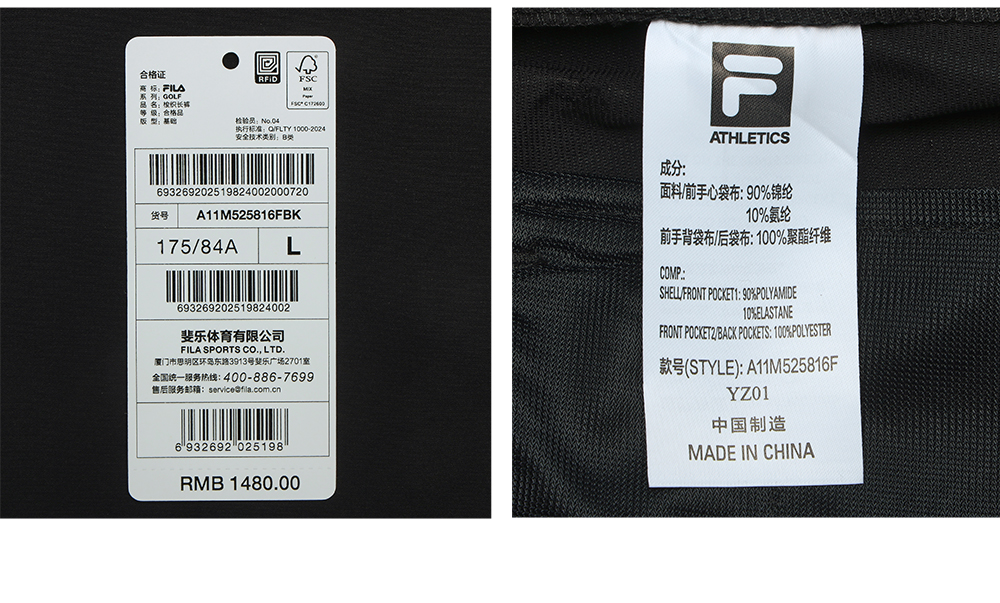 合格证
商 标: FILA
系 列: GOLF
品 名: 梭织长裤
等 级: 合格品
版 型: 基础
RFiD
FSC
MIX
Paper
FSC® C172600
检验员: No.04
执行标准: Q/FLTY 1000-2024
安全技术类别: B类
693269202519824002000720
货号 A11M525816FBK
175/84A L
693269202519824002
斐乐体育有限公司
FILA SPORTS CO., LTD.
厦门市思明区环岛东路3913号斐乐广场2701室
全国统一服务热线: 400-886-7699
售后服务邮箱: service@fila.com.cn
6 932692 025198
RMB 1480.00
F
ATHLETICS
成分:
面料/前手心袋布: 90%锦纶
10%氨纶
前手背袋布/后袋布: 100%聚酯纤维
COMP.:
SHELL/FRONT POCKET1: 90%POLYAMIDE
10%ELASTANE
FRONT POCKET2/BACK POCKETS: 100%POLYESTER
款号(STYLE): A11M525816F
YZ01
中国制造
MADE IN CHINA